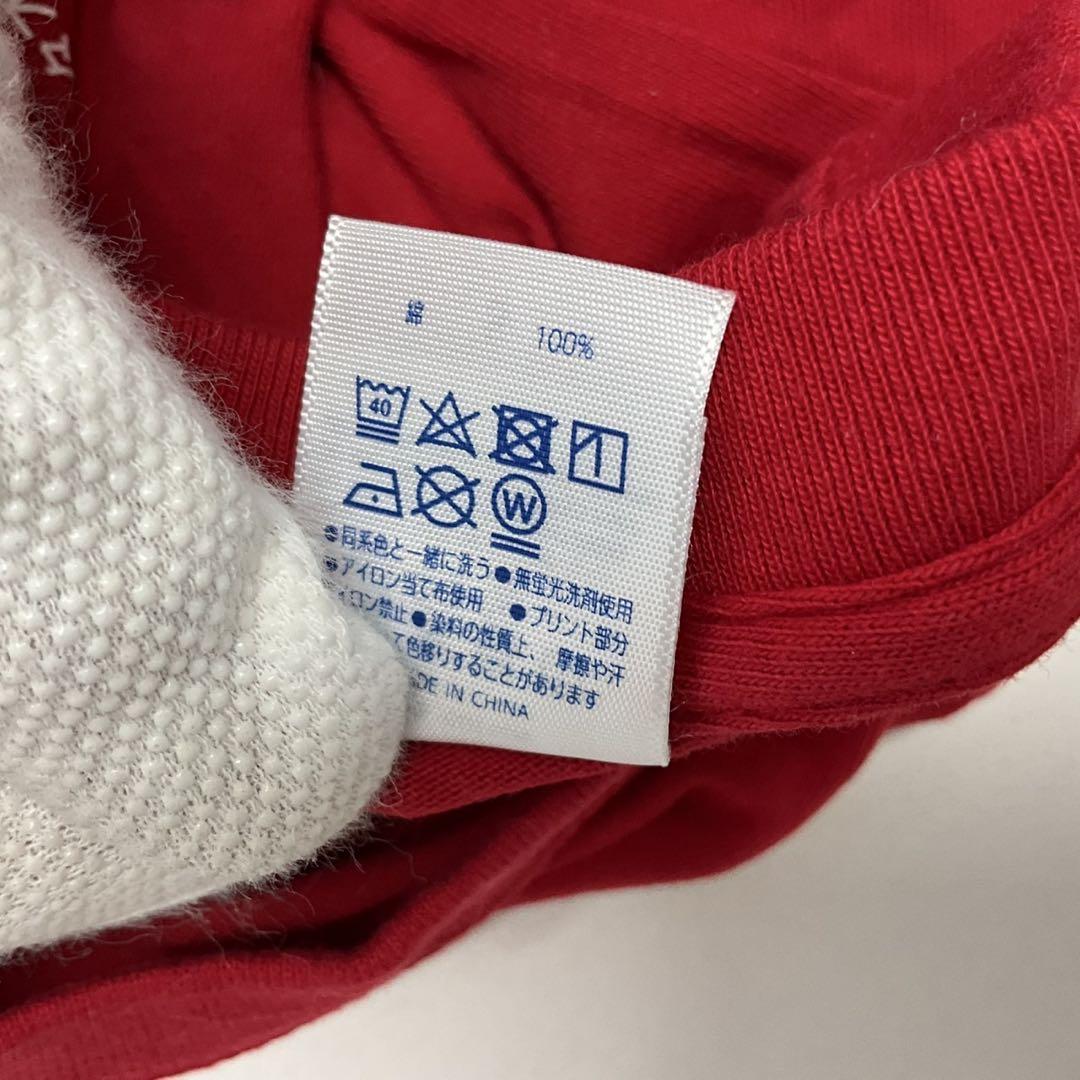 綿 100%
40
W
●同系色と一緒に洗う ●無蛍光洗剤使用
●アイロン当て布使用 ●プリント部分
イロン禁止 ●染料の性質上、摩擦や汗
て色移りすることがあります
DE IN CHINA